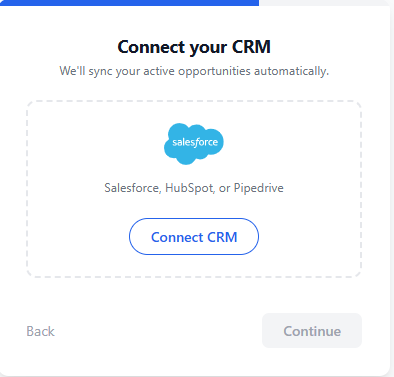 Connect your CRM
We'll sync your active opportunities automatically.
salesforce
Salesforce, HubSpot, or Pipedrive
Connect CRM
Back
Continue